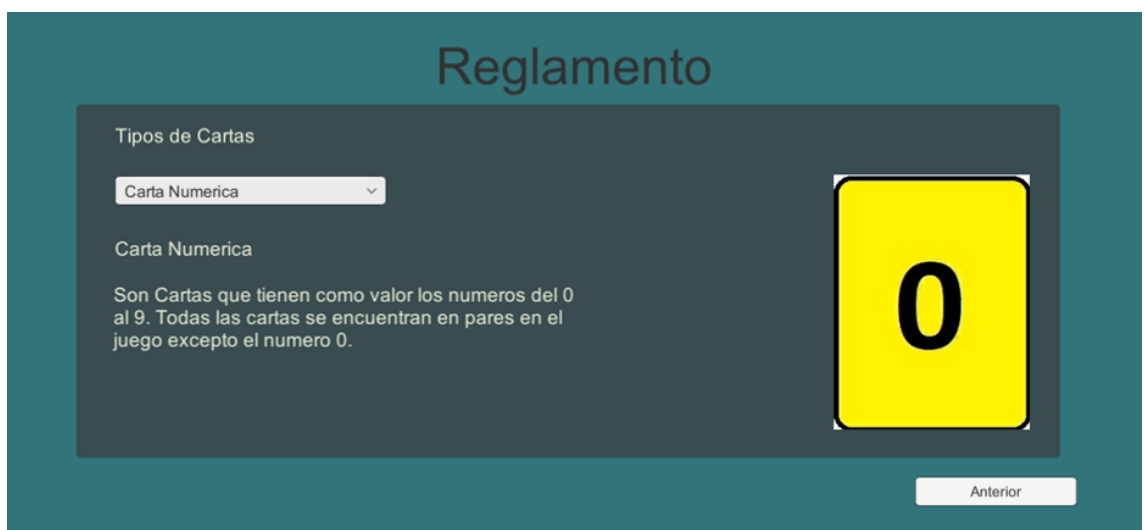 Reglamento
Tipos de Cartas
Carta Numerica
Carta Numerica
Son Cartas que tienen como valor los numeros del 0
al 9. Todas las cartas se encuentran en pares en el
juego excepto el numero 0.
0
Anterior